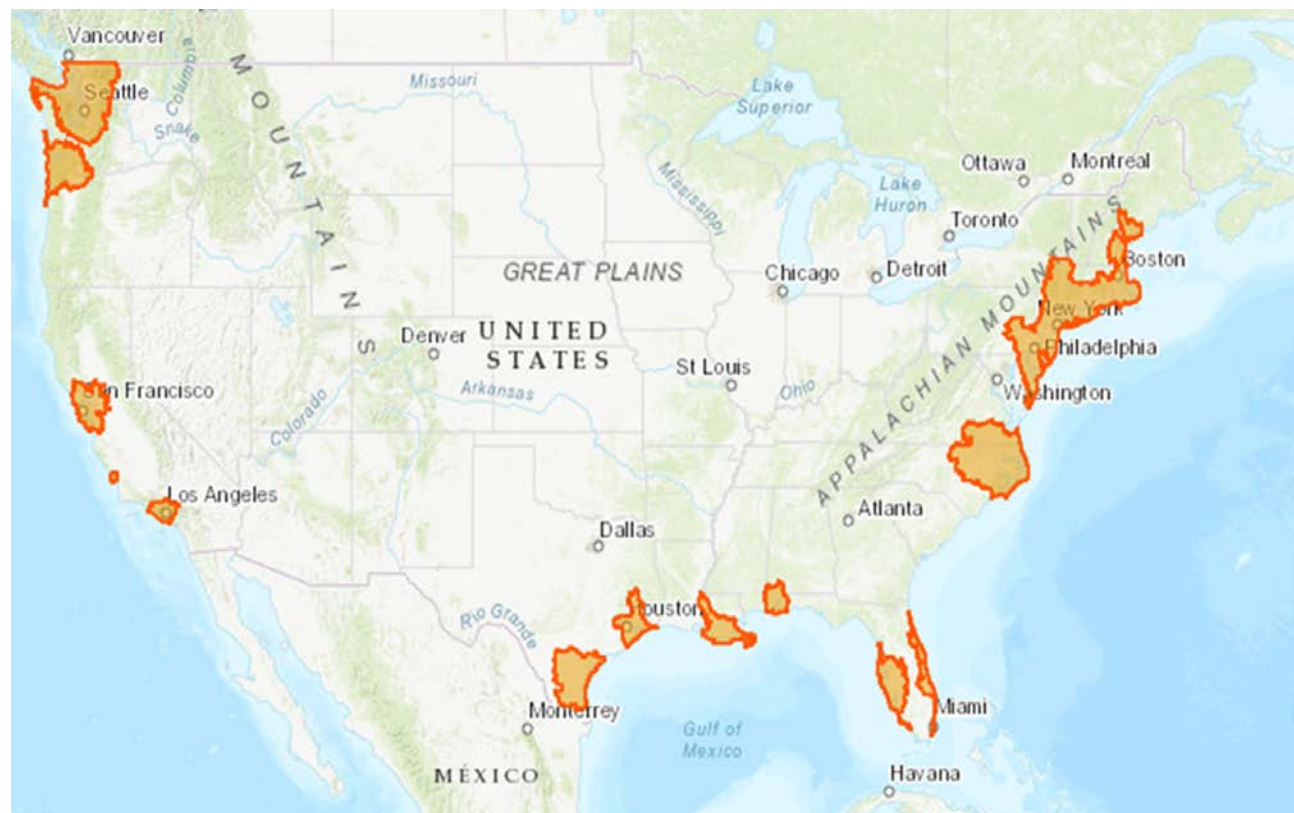 Vancouver
Seattle
Columbia
Snake
MOUNTAINS
Missouri
Lake
Superior
Ottawa
Montreal
Mississippi
Lake
Huron
Toronto
Boston
GREAT PLAINS
Chicago
Detroit
New York
Denver
UNITED
STATES
Philadelphia
St Louis
San Francisco
Arkansas
Ohio
Washington
Colorado
APPALACHIAN MOUNTAINS
Los Angeles
Atlanta
Dallas
Houston
Rio Grande
Monterrey
Miami
Gulf of
Mexico
MÉXICO
Havana